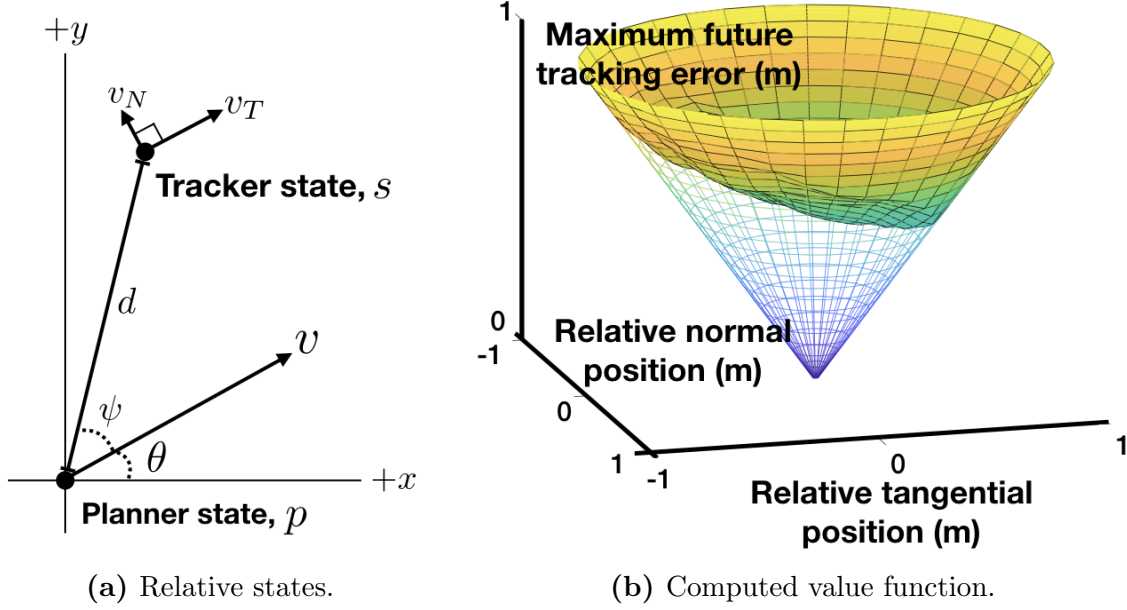 +y
v_N
v_T
Tracker state, s
d
v
ψ
θ
+x
Planner state, p
(a) Relative states.
1
Maximum future
tracking error (m)
0
-1
Relative normal
position (m)
0
1
-1
0
1
Relative tangential
position (m)
(b) Computed value function.